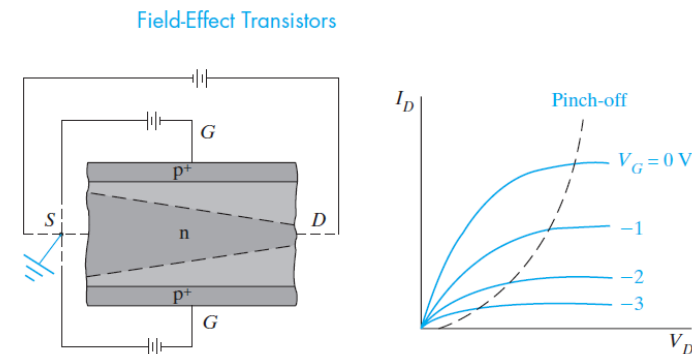 Field-Effect Transistors
G
p+
S
D
n
p+
G
I_D
Pinch-off
V_G = 0 V
−1
−2
−3
V_D